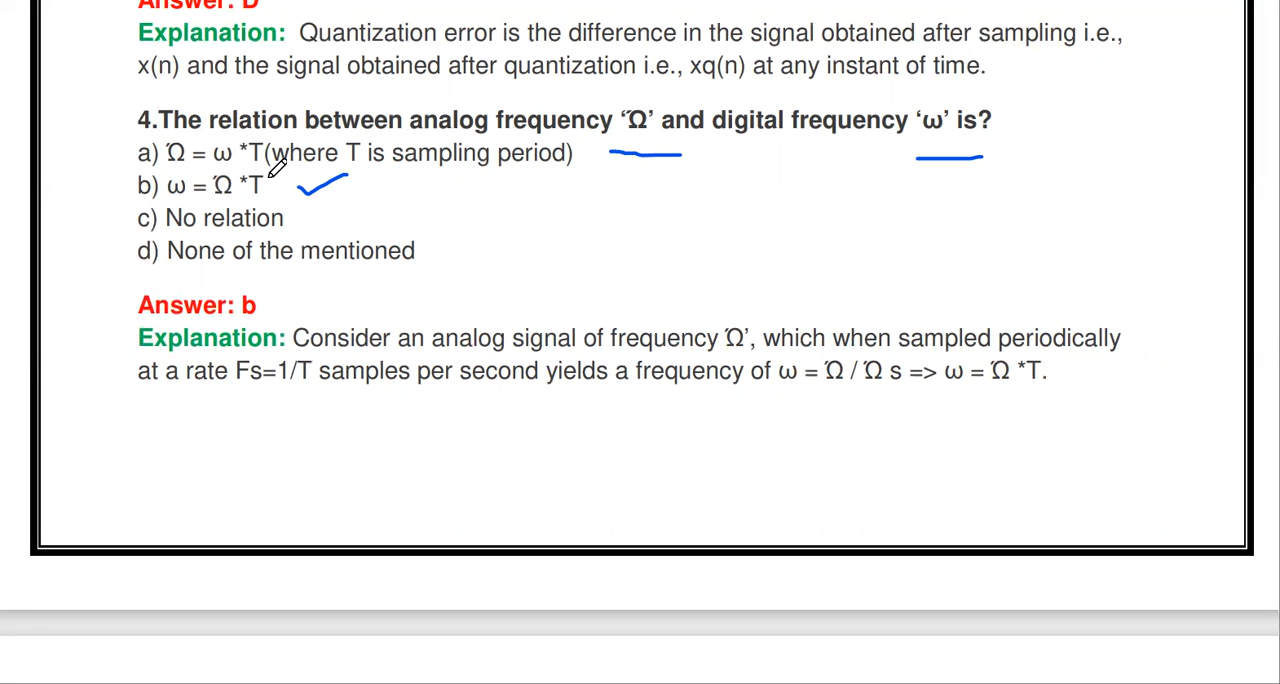 Answer: D
Explanation: Quantization error is the difference in the signal obtained after sampling i.e.,
x(n) and the signal obtained after quantization i.e., xq(n) at any instant of time.
4.The relation between analog frequency ‘Ώ’ and digital frequency ‘ω’ is?
a) Ώ = ω *T(where T is sampling period)
b) ω = Ώ *T
c) No relation
d) None of the mentioned
Answer: b
Explanation: Consider an analog signal of frequency Ώ’, which when sampled periodically
at a rate Fs=1/T samples per second yields a frequency of ω = Ώ / Ώ s => ω = Ώ *T.